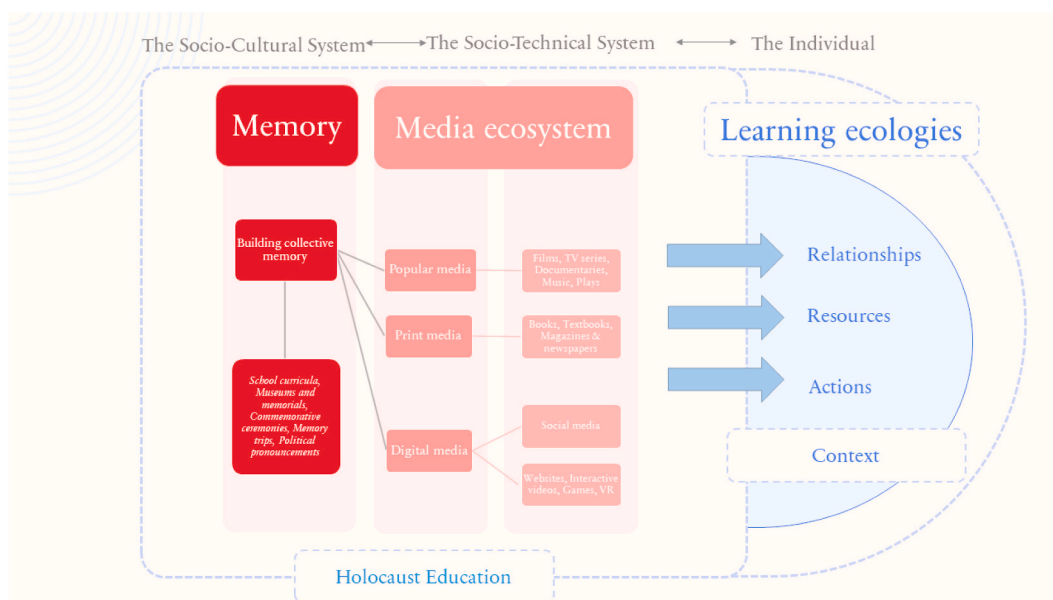 The Socio-Cultural System
The Socio-Technical System
The Individual
Memory
Media ecosystem
Learning ecologies
Building collective
memory
Popular media
Films, TV series,
Documentaries,
Music, Plays
Relationships
Print media
Books, Textbooks,
Magazines &
newspapers
Resources
School curricula,
Museums and
memorials,
Commemorative
ceremonies, Memory
trips, Political
pronouncements
Actions
Digital media
Social media
Websites, Interactive
videos, Games, VR
Context
Holocaust Education